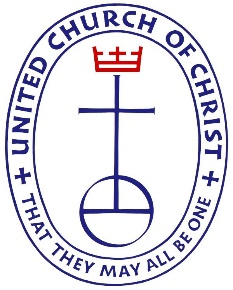 UNITED CHURCH OF CHRIST
THAT THEY MAY ALL BE ONE